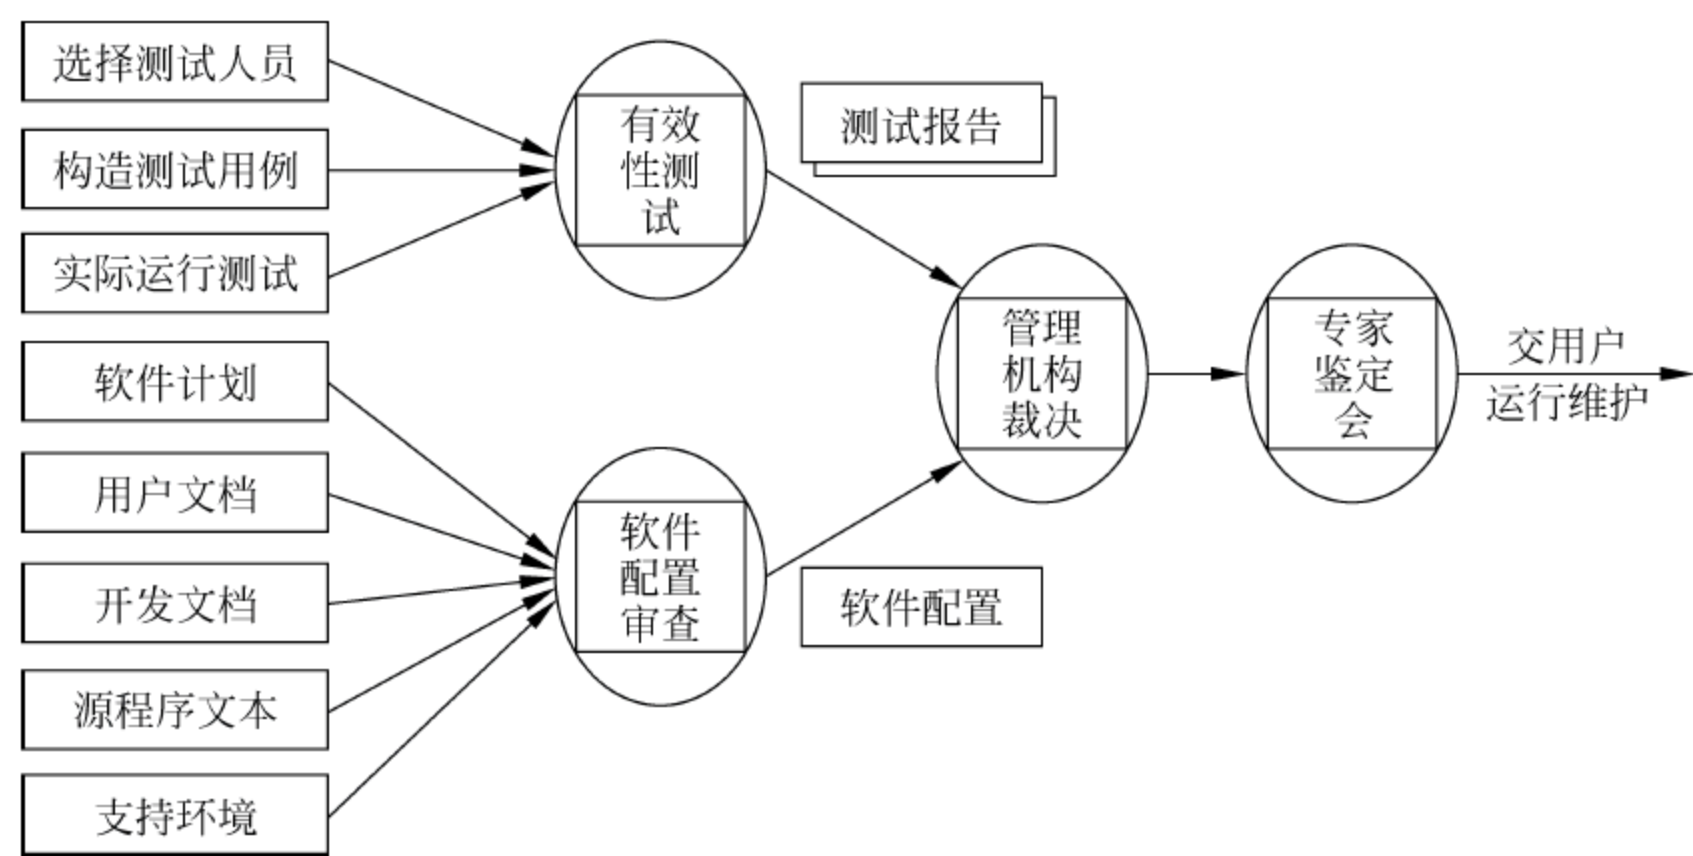 选择测试人员
构造测试用例
实际运行测试
软件计划
用户文档
开发文档
源程序文本
支持环境
有效
性测
试
软件
配置
审查
测试报告
软件配置
管理
机构
裁决
专家
鉴定
会
交用户
运行维护